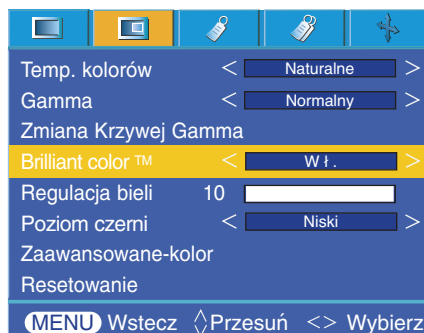 Temp. kolorów < Naturalne >
Gamma < Normalny >
Zmiana Krzywej Gamma
Brilliant color ™ < Wł. >
Regulacja bieli 10
Poziom czerni < Niski >
Zaawansowane-kolor
Resetowanie
MENU Wstecz ◊ Przesuń <> Wybierz